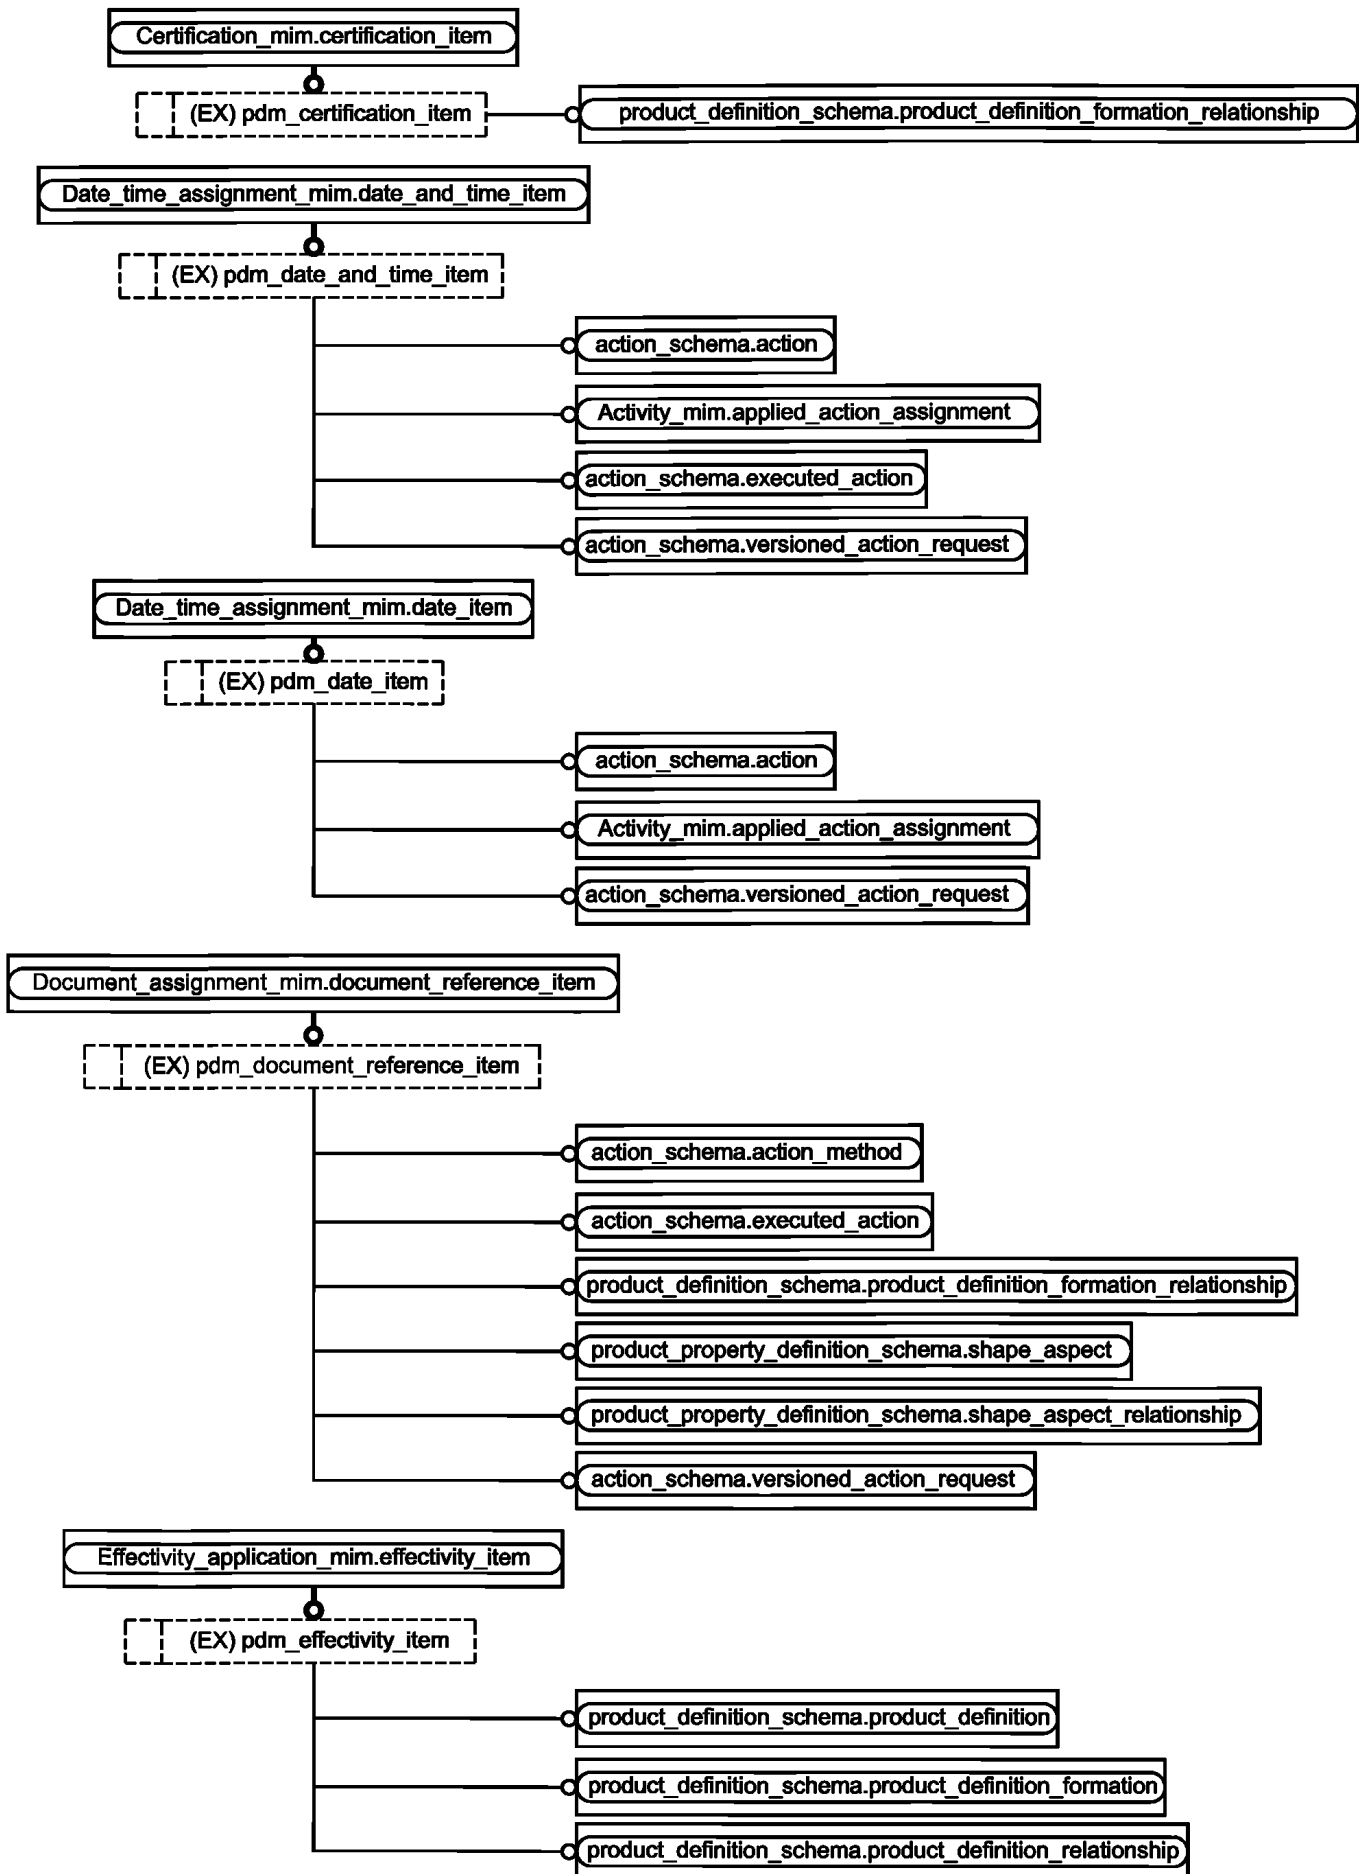 Certification_mim.certification_item
(EX) pdm_certification_item
product_definition_schema.product_definition_formation_relationship
Date_time_assignment_mim.date_and_time_item
(EX) pdm_date_and_time_item
action_schema.action
Activity_mim.applied_action_assignment
action_schema.executed_action
action_schema.versioned_action_request
Date_time_assignment_mim.date_item
(EX) pdm_date_item
action_schema.action
Activity_mim.applied_action_assignment
action_schema.versioned_action_request
Document_assignment_mim.document_reference_item
(EX) pdm_document_reference_item
action_schema.action_method
action_schema.executed_action
product_definition_schema.product_definition_formation_relationship
product_property_definition_schema.shape_aspect
product_property_definition_schema.shape_aspect_relationship
action_schema.versioned_action_request
Effectivity_application_mim.effectivity_item
(EX) pdm_effectivity_item
product_definition_schema.product_definition
product_definition_schema.product_definition_formation
product_definition_schema.product_definition_relationship